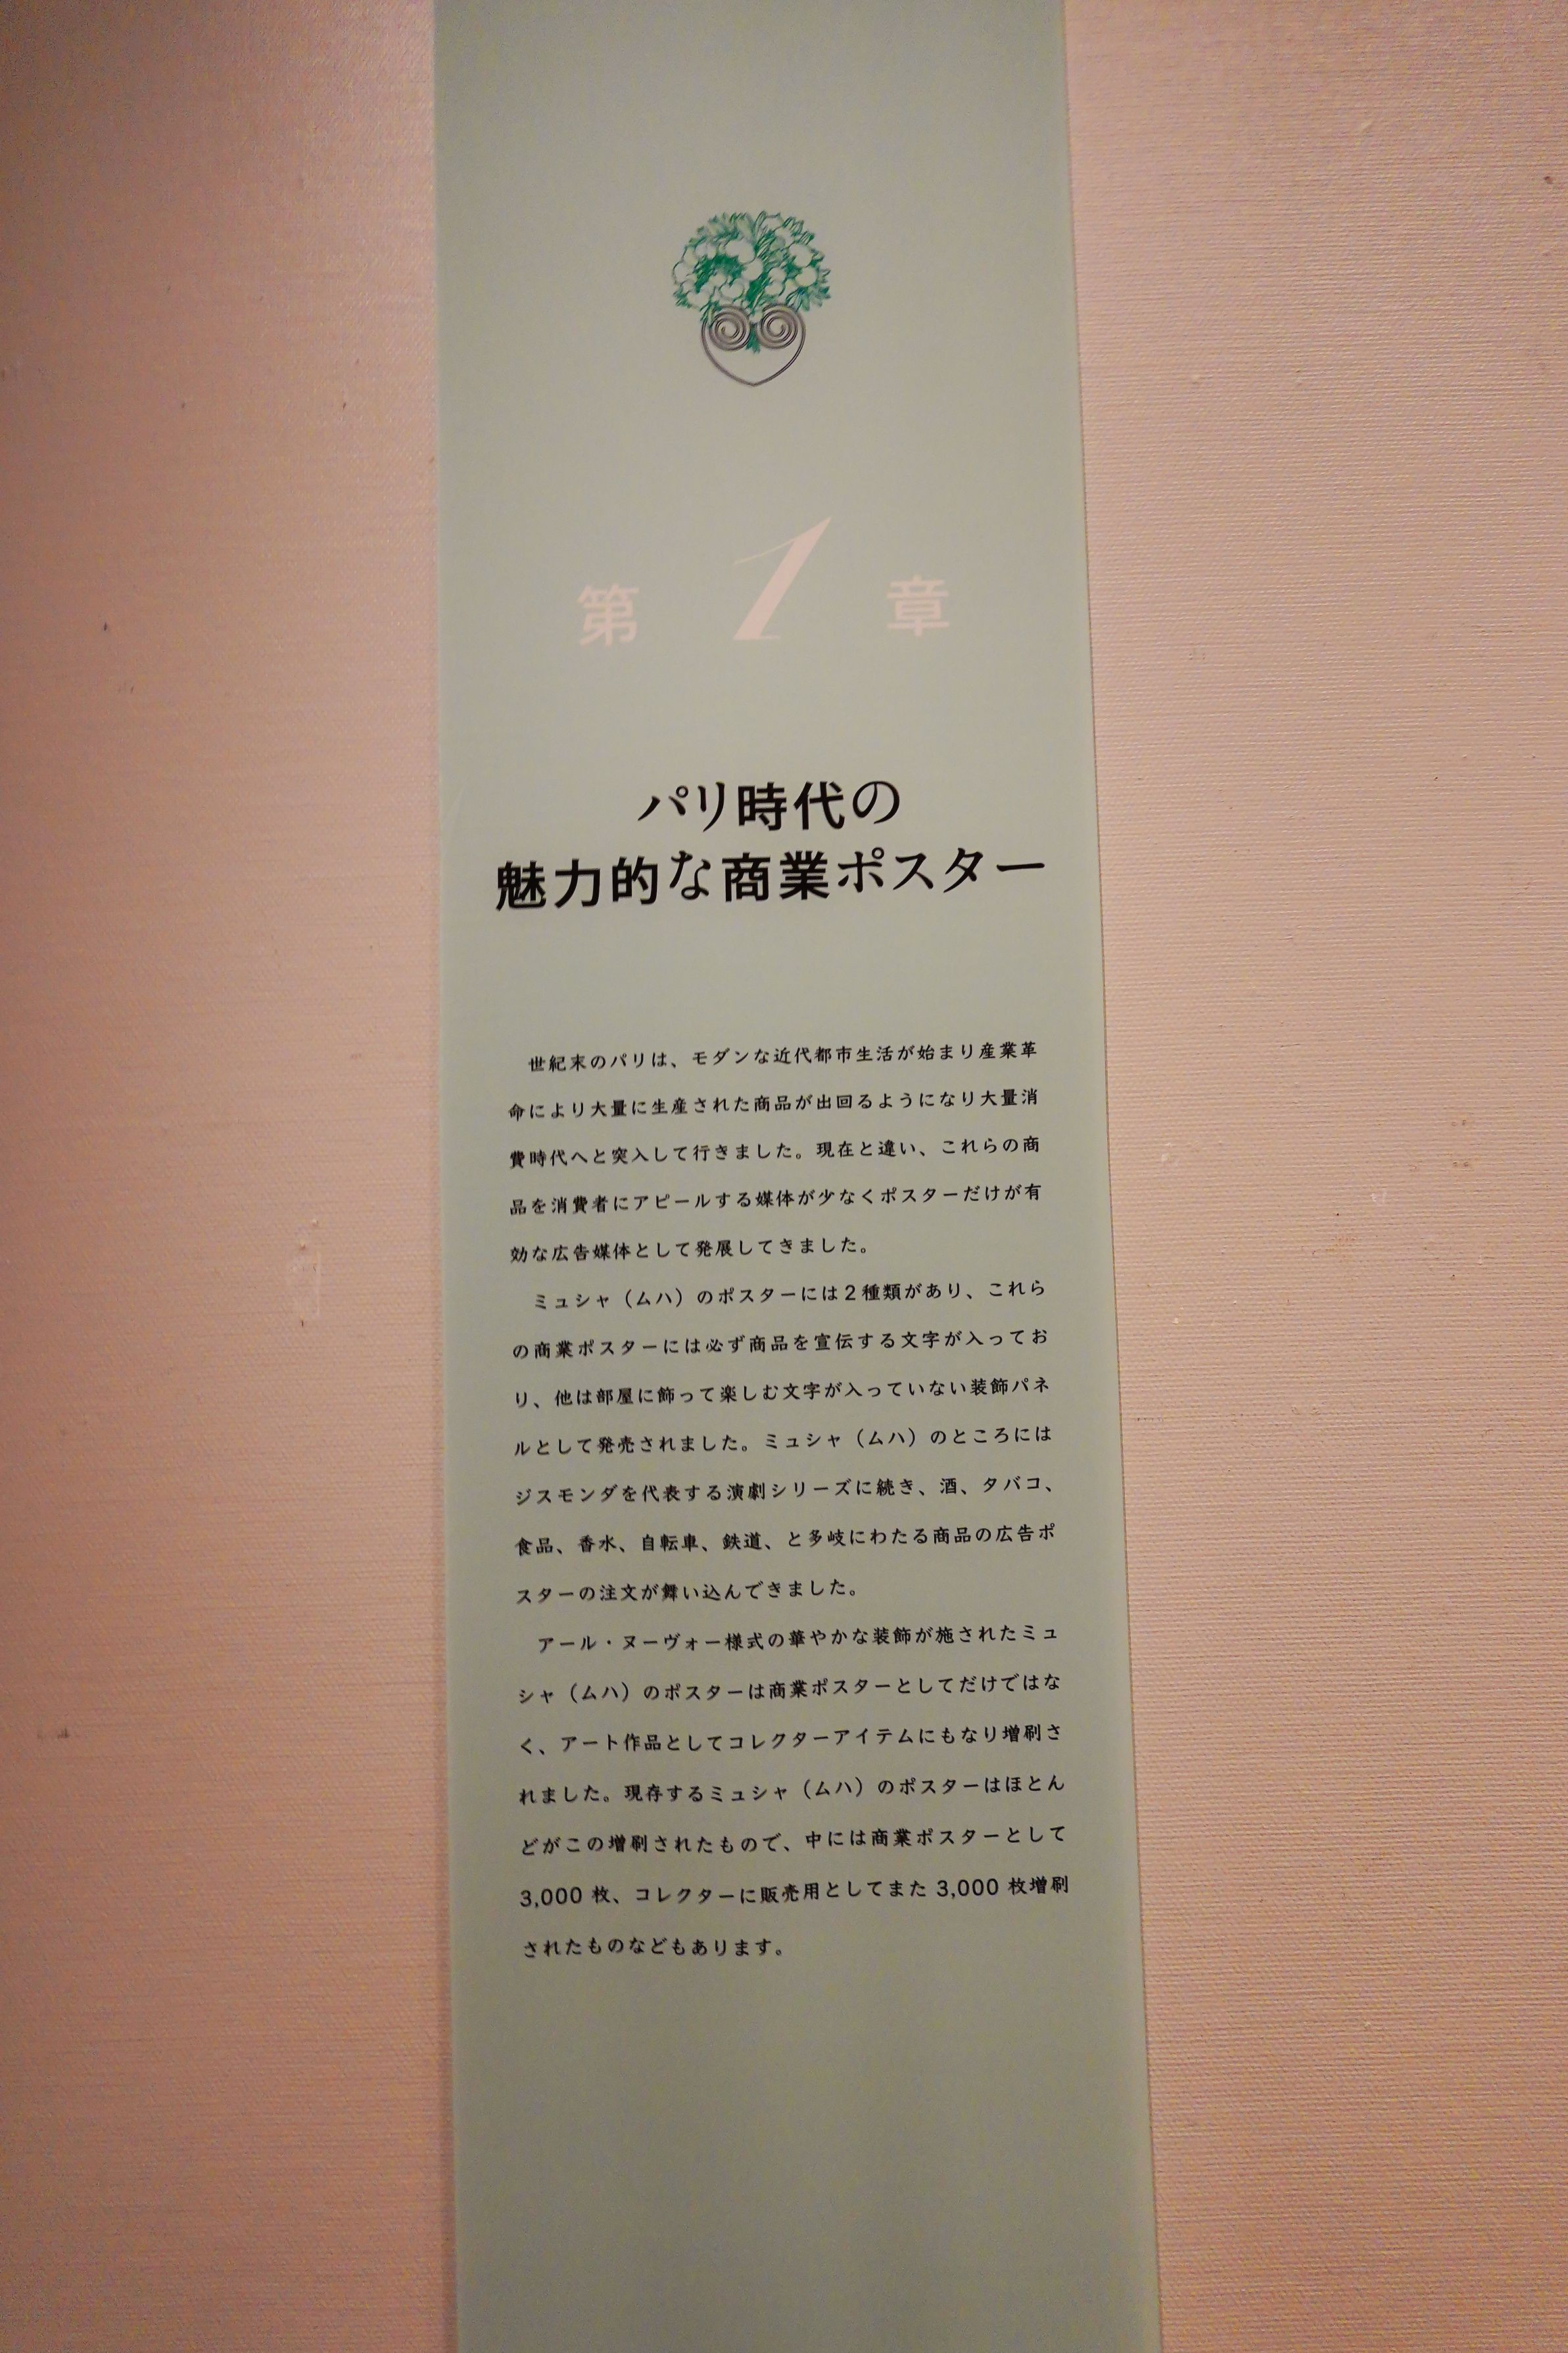 第 1 章
パリ時代の
魅力的な商業ポスター
世紀末のパリは、モダンな近代都市生活が始まり産業革
命により大量に生産された商品が出回るようになり大量消
費時代へと突入して行きました。現在と違い、これらの商
品を消費者にアピールする媒体が少なくポスターだけが有
効な広告媒体として発展してきました。
ミュシャ（ムハ）のポスターには2種類があり、これら
の商業ポスターには必ず商品を宣伝する文字が入ってお
り、他は部屋に飾って楽しむ文字が入っていない装飾パネ
ルとして発売されました。ミュシャ（ムハ）のところには
ジスモンダを代表する演劇シリーズに続き、酒、タバコ、
食品、香水、自転車、鉄道、と多岐にわたる商品の広告ポ
スターの注文が舞い込んできました。
アール・ヌーヴォー様式の華やかな装飾が施されたミュ
シャ（ムハ）のポスターは商業ポスターとしてだけではな
く、アート作品としてコレクターアイテムにもなり増刷さ
れました。現存するミュシャ（ムハ）のポスターはほとん
どがこの増刷されたもので、中には商業ポスターとして
3,000 枚、コレクターに販売用としてまた 3,000 枚増刷
されたものなどもあります。